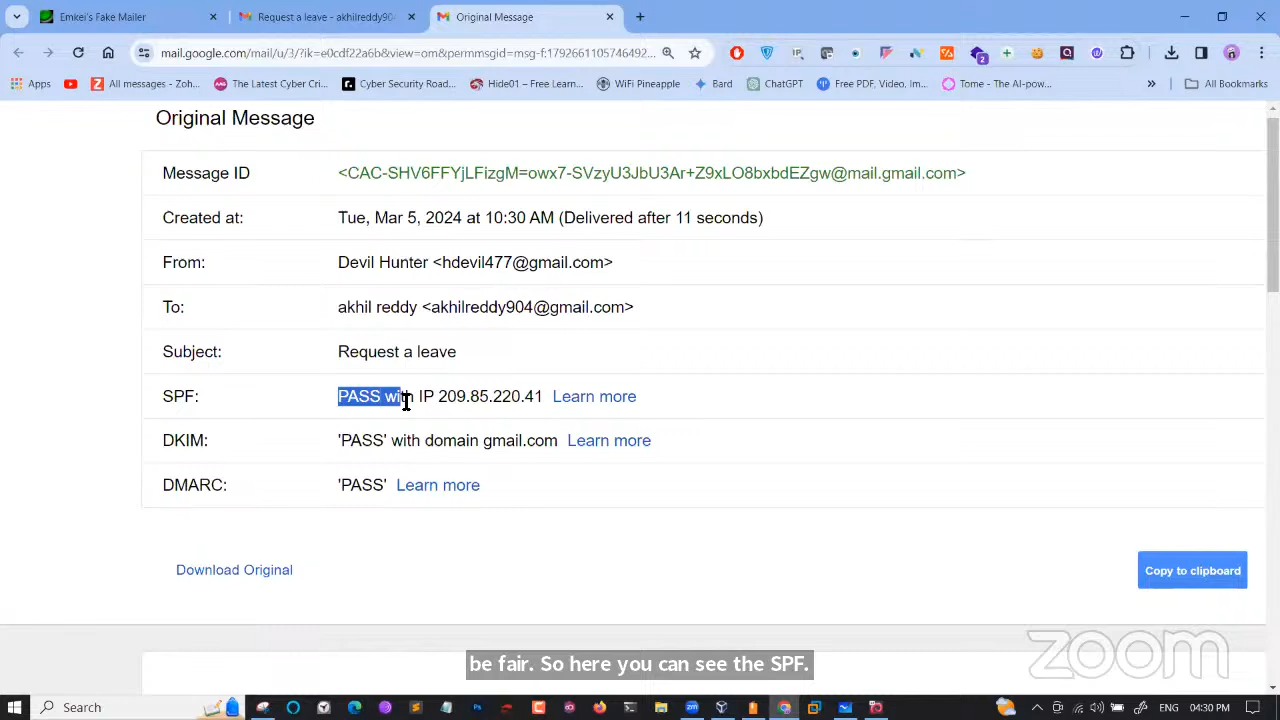 Emkei's Fake Mailer
Request a leave - akhilreddy90
Original Message
mail.google.com/mail/u/3/?ik=e0cdf22a6b&view=om&permmsgid=msg-f:1792661105746492...
Apps
All messages - Zoh...
The Latest Cyber Cri...
Cyber Security Road...
Hide01 – Free Learn...
WiFi Pineapple
Bard
ChatGPT
Free PDF, Video, Im...
Tome - The AI-pow...
All Bookmarks
Original Message
Message ID <CAC-SHV6FFYjLFizgM=owx7-SVzyU3JbU3Ar+Z9xLO8bxbdEZgw@mail.gmail.com>
Created at: Tue, Mar 5, 2024 at 10:30 AM (Delivered after 11 seconds)
From: Devil Hunter <hdevil477@gmail.com>
To: akhil reddy <akhilreddy904@gmail.com>
Subject: Request a leave
SPF: PASS with IP 209.85.220.41 Learn more
DKIM: 'PASS' with domain gmail.com Learn more
DMARC: 'PASS' Learn more
Download Original
Copy to clipboard
zoom
be fair. So here you can see the SPF.
Search
ENG 04:30 PM